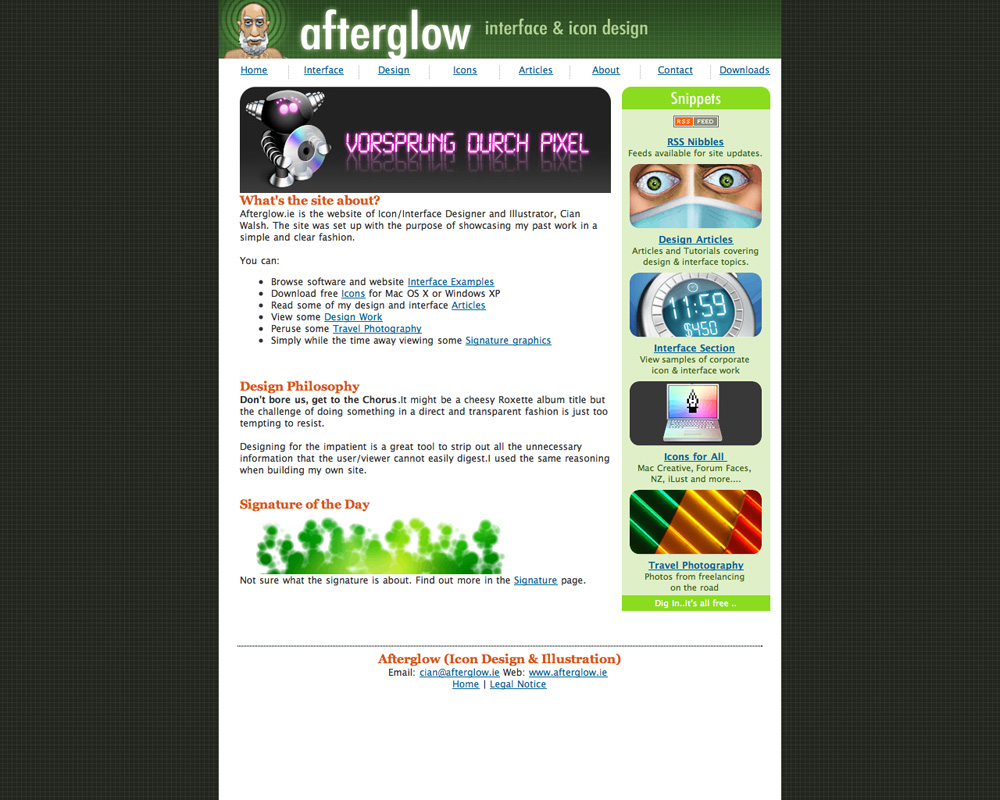 afterglow interface & icon design
Home Interface Design Icons Articles About Contact Downloads
VORSPRUNG DURCH PIXEL
What's the site about?
Afterglow.ie is the website of Icon/Interface Designer and Illustrator, Cian
Walsh. The site was set up with the purpose of showcasing my past work in a
simple and clear fashion.
You can:
Browse software and website Interface Examples
Download free Icons for Mac OS X or Windows XP
Read some of my design and interface Articles
View some Design Work
Peruse some Travel Photography
Simply while the time away viewing some Signature graphics
Design Philosophy
Don't bore us, get to the Chorus.It might be a cheesy Roxette album title but
the challenge of doing something in a direct and transparent fashion is just too
tempting to resist.
Designing for the impatient is a great tool to strip out all the unnecessary
information that the user/viewer cannot easily digest.I used the same reasoning
when building my own site.
Signature of the Day
Not sure what the signature is about. Find out more in the Signature page.
Snippets
RSS FEED
RSS Nibbles
Feeds available for site updates.
Design Articles
Articles and Tutorials covering
design & interface topics.
11:59
$4.50
Interface Section
View samples of corporate
icon & interface work
Icons for All
Mac Creative, Forum Faces,
NZ, iLust and more....
Travel Photography
Photos from freelancing
on the road
Dig In..it's all free ..
Afterglow (Icon Design & Illustration)
Email: cian@afterglow.ie Web: www.afterglow.ie
Home | Legal Notice